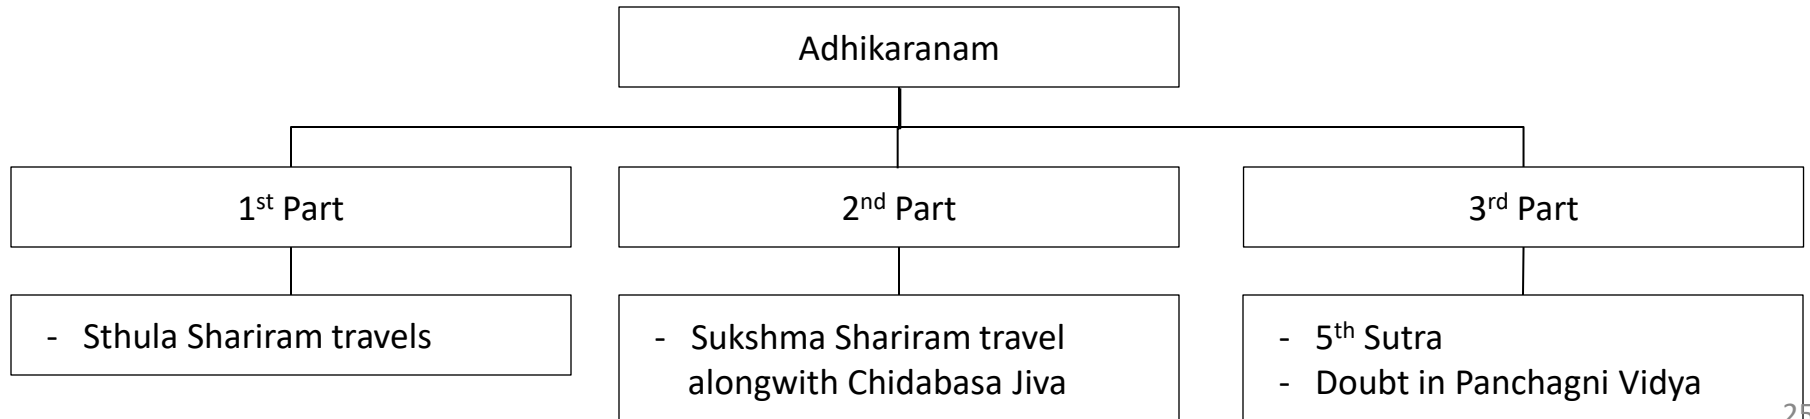 Adhikaranam
1st Part
2nd Part
3rd Part
- Sthula Shariram travels
- Sukshma Shariram travel
alongwith Chidabasa Jiva
- 5th Sutra
- Doubt in Panchagni Vidya